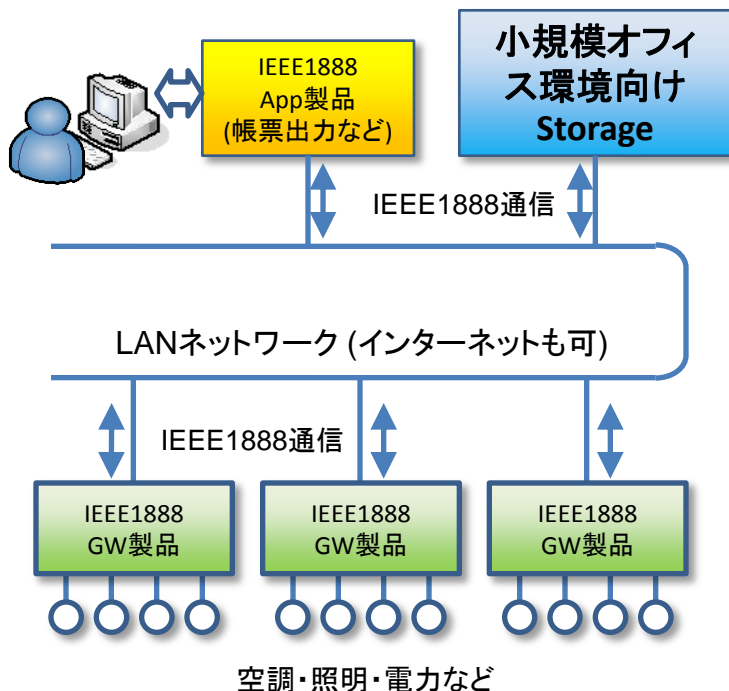 IEEE1888
App製品
(帳票出力など)
小規模オフィ
ス環境向け
Storage
IEEE1888通信
LANネットワーク (インターネットも可)
IEEE1888通信
IEEE1888
GW製品
IEEE1888
GW製品
IEEE1888
GW製品
空調・照明・電力など